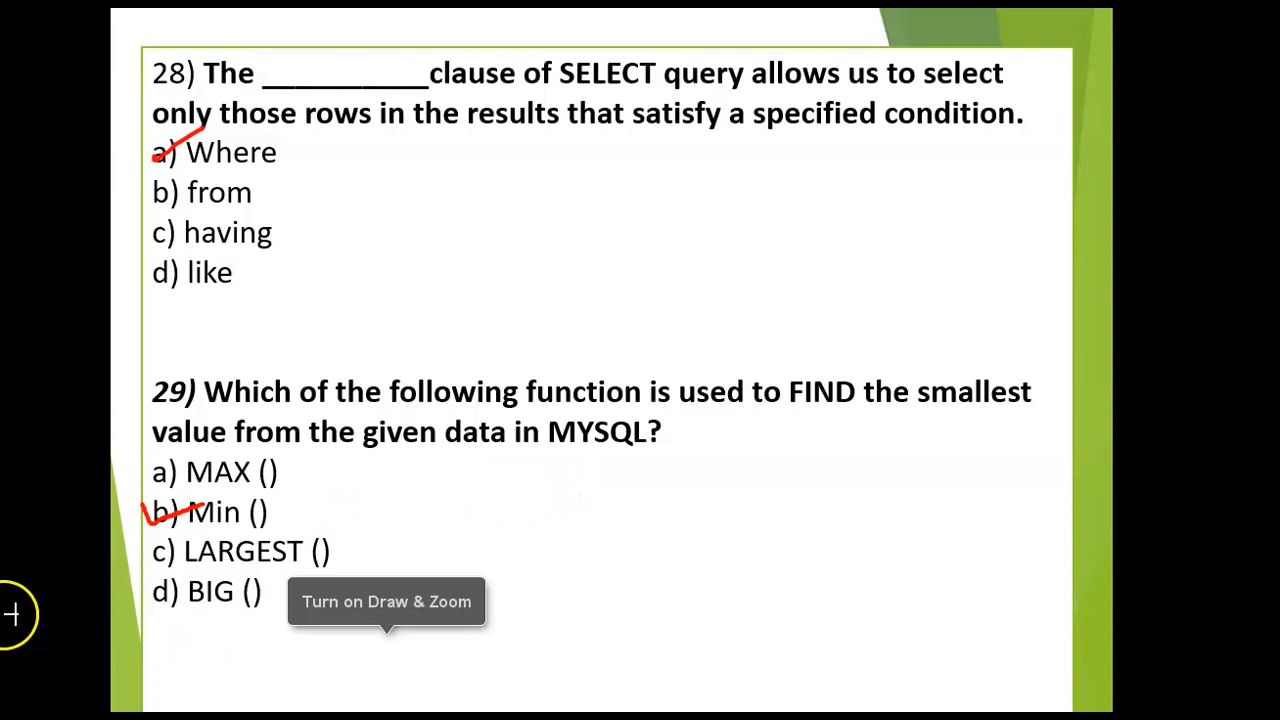 28) The __________clause of SELECT query allows us to select
only those rows in the results that satisfy a specified condition.
a) Where
b) from
c) having
d) like
29) Which of the following function is used to FIND the smallest
value from the given data in MYSQL?
a) MAX ()
b) Min ()
c) LARGEST ()
d) BIG ()
Turn on Draw & Zoom